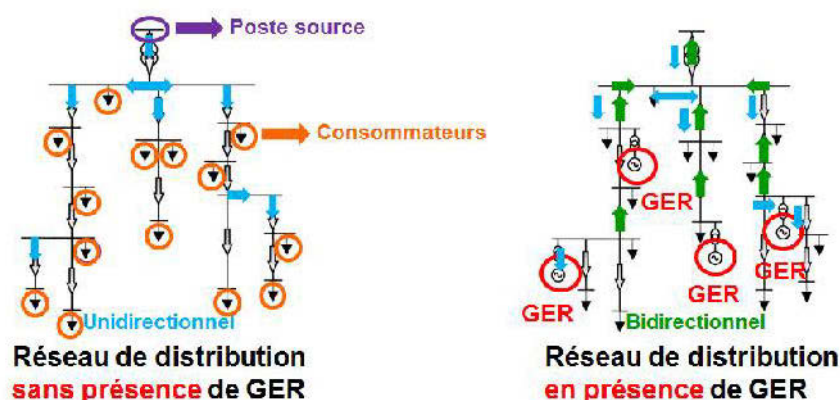 Poste source
Consommateurs
Unidirectionnel
Réseau de distribution
sans présence de GER
GER
GER
GER
GER
Bidirectionnel
Réseau de distribution
en présence de GER